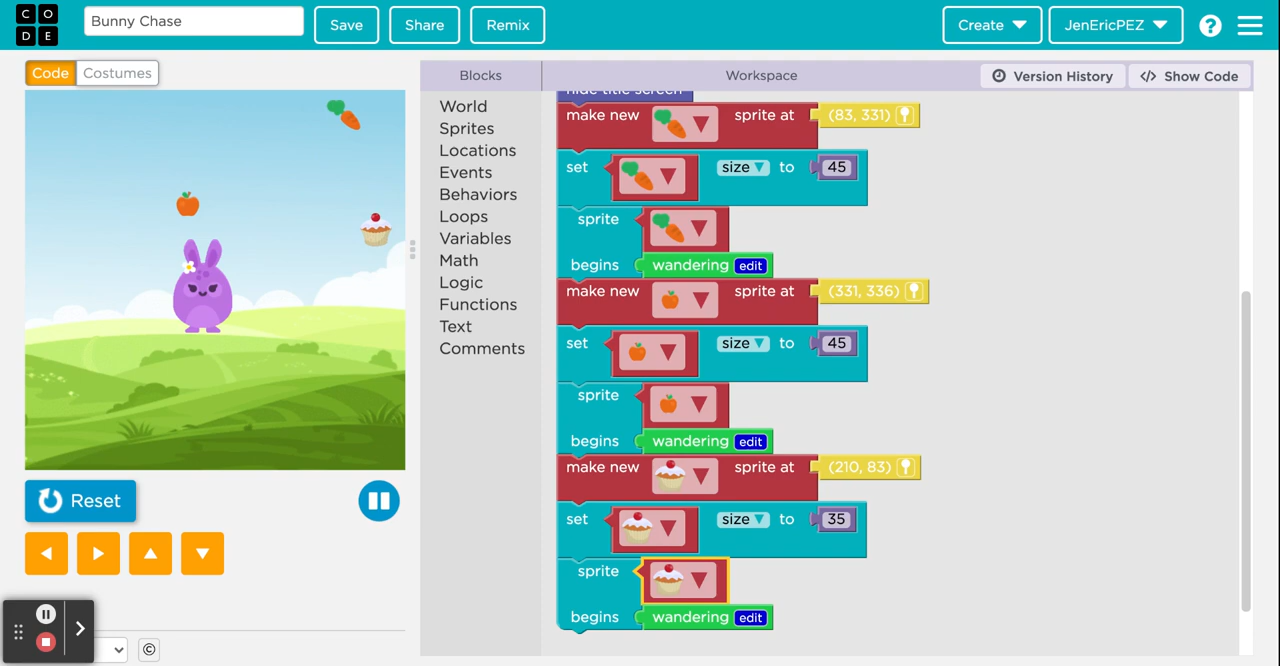 C O
D E
Bunny Chase
Save
Share
Remix
Create
JenEricPEZ
?
Code
Costumes
Blocks
Workspace
Version History
</> Show Code
World
Sprites
Locations
Events
Behaviors
Loops
Variables
Math
Logic
Functions
Text
Comments
hide title screen
make new sprite at (83, 331)
set size to 45
sprite
begins wandering edit
make new sprite at (331, 336)
set size to 45
sprite
begins wandering edit
make new sprite at (210, 83)
set size to 35
sprite
begins wandering edit
Reset
©